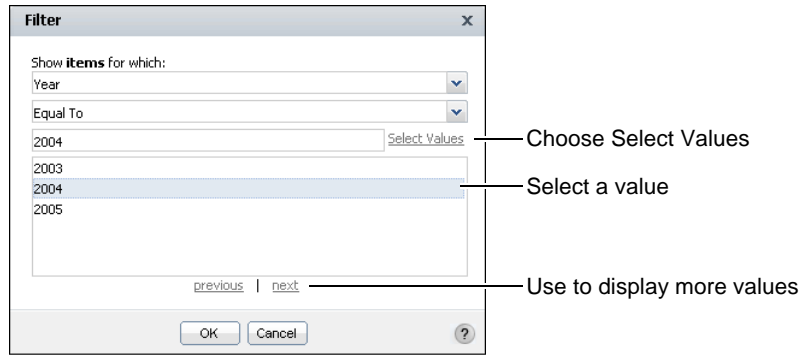 Filter x
Show items for which:
Year
Equal To
2004 Select Values Choose Select Values
2003
2004 Select a value
2005
previous | next Use to display more values
OK Cancel ?